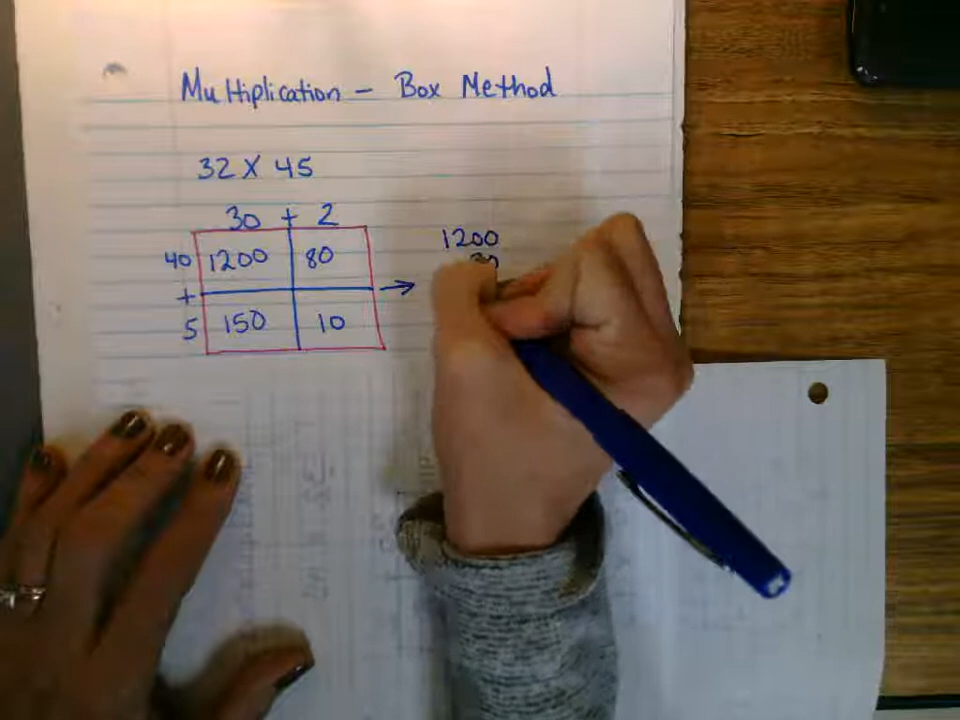 Multiplication - Box Method
32 X 45
30 + 2
40 1200 80
+
5 150 10
→
1200